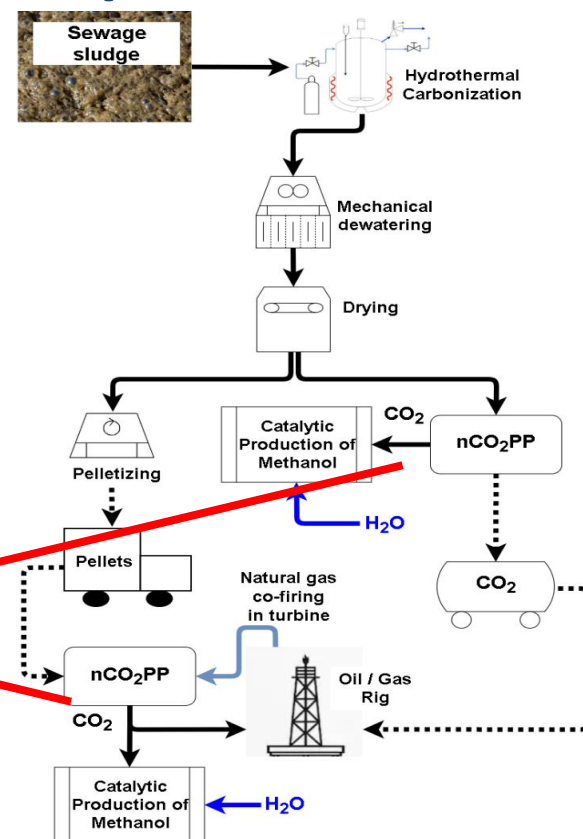 Sewage
sludge
Hydrothermal
Carbonization
Mechanical
dewatering
Drying
Pelletizing
Catalytic
Production of
Methanol
CO₂
nCO₂PP
H₂O
Pellets
CO₂
Natural gas
co-firing
in turbine
nCO₂PP
Oil / Gas
Rig
CO₂
Catalytic
Production of
Methanol
H₂O